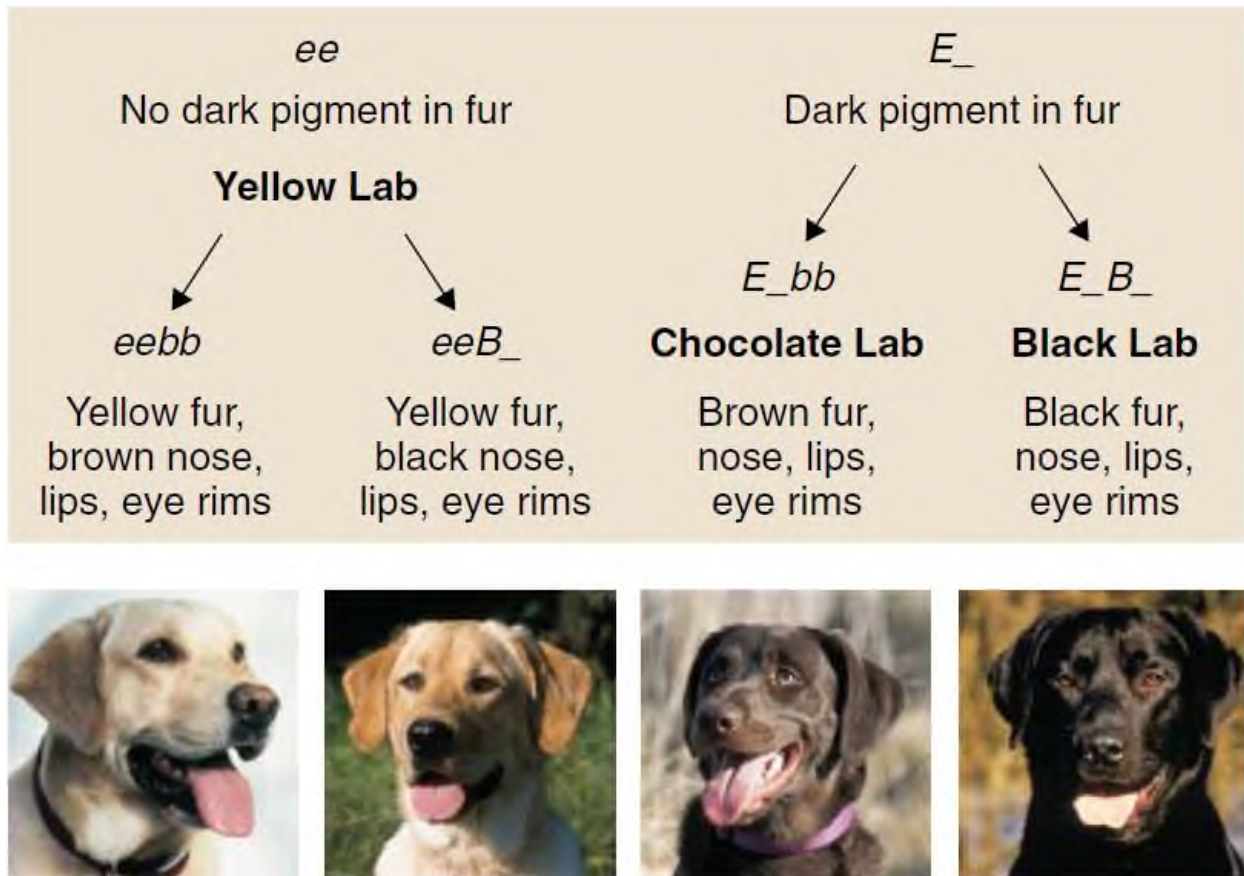 ee
No dark pigment in fur
Yellow Lab
eebb
Yellow fur,
brown nose,
lips, eye rims
eeB_
Yellow fur,
black nose,
lips, eye rims
E_
Dark pigment in fur
E_bb
Chocolate Lab
Brown fur,
nose, lips,
eye rims
E_B_
Black Lab
Black fur,
nose, lips,
eye rims